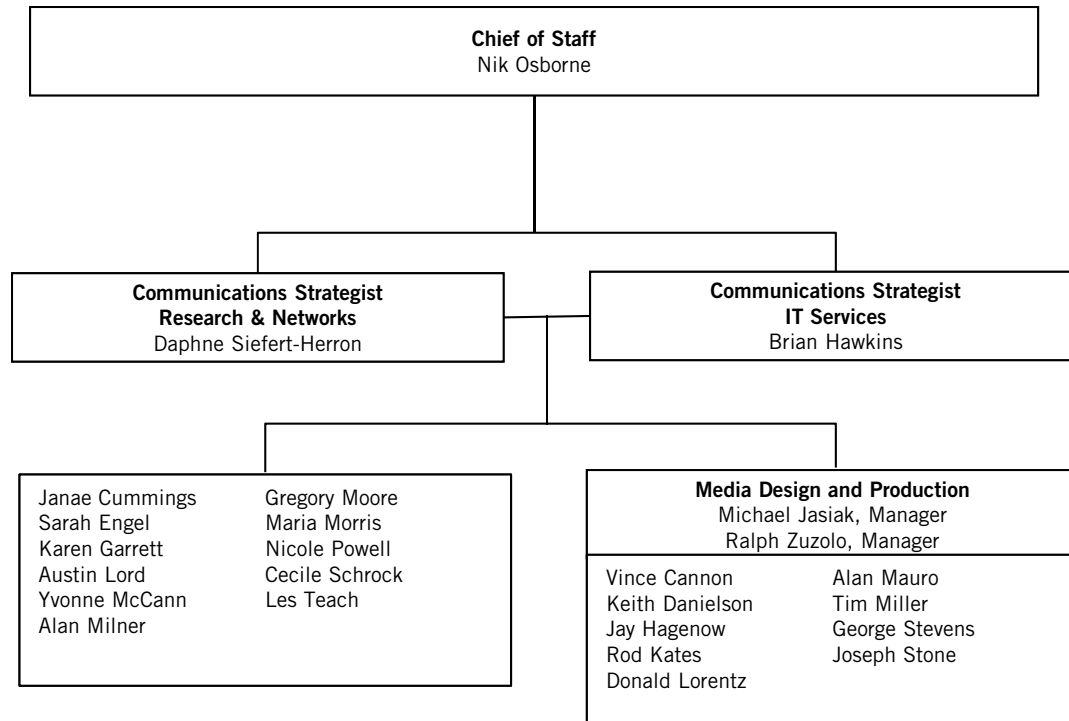 Chief of Staff
Nik Osborne
Communications Strategist
Research & Networks
Daphne Siefert-Herron
Communications Strategist
IT Services
Brian Hawkins
Janae Cummings
Sarah Engel
Karen Garrett
Austin Lord
Yvonne McCann
Alan Milner
Gregory Moore
Maria Morris
Nicole Powell
Cecile Schrock
Les Teach
Media Design and Production
Michael Jasiak, Manager
Ralph Zuzolo, Manager
Vince Cannon
Keith Danielson
Jay Hagenow
Rod Kates
Donald Lorentz
Alan Mauro
Tim Miller
George Stevens
Joseph Stone